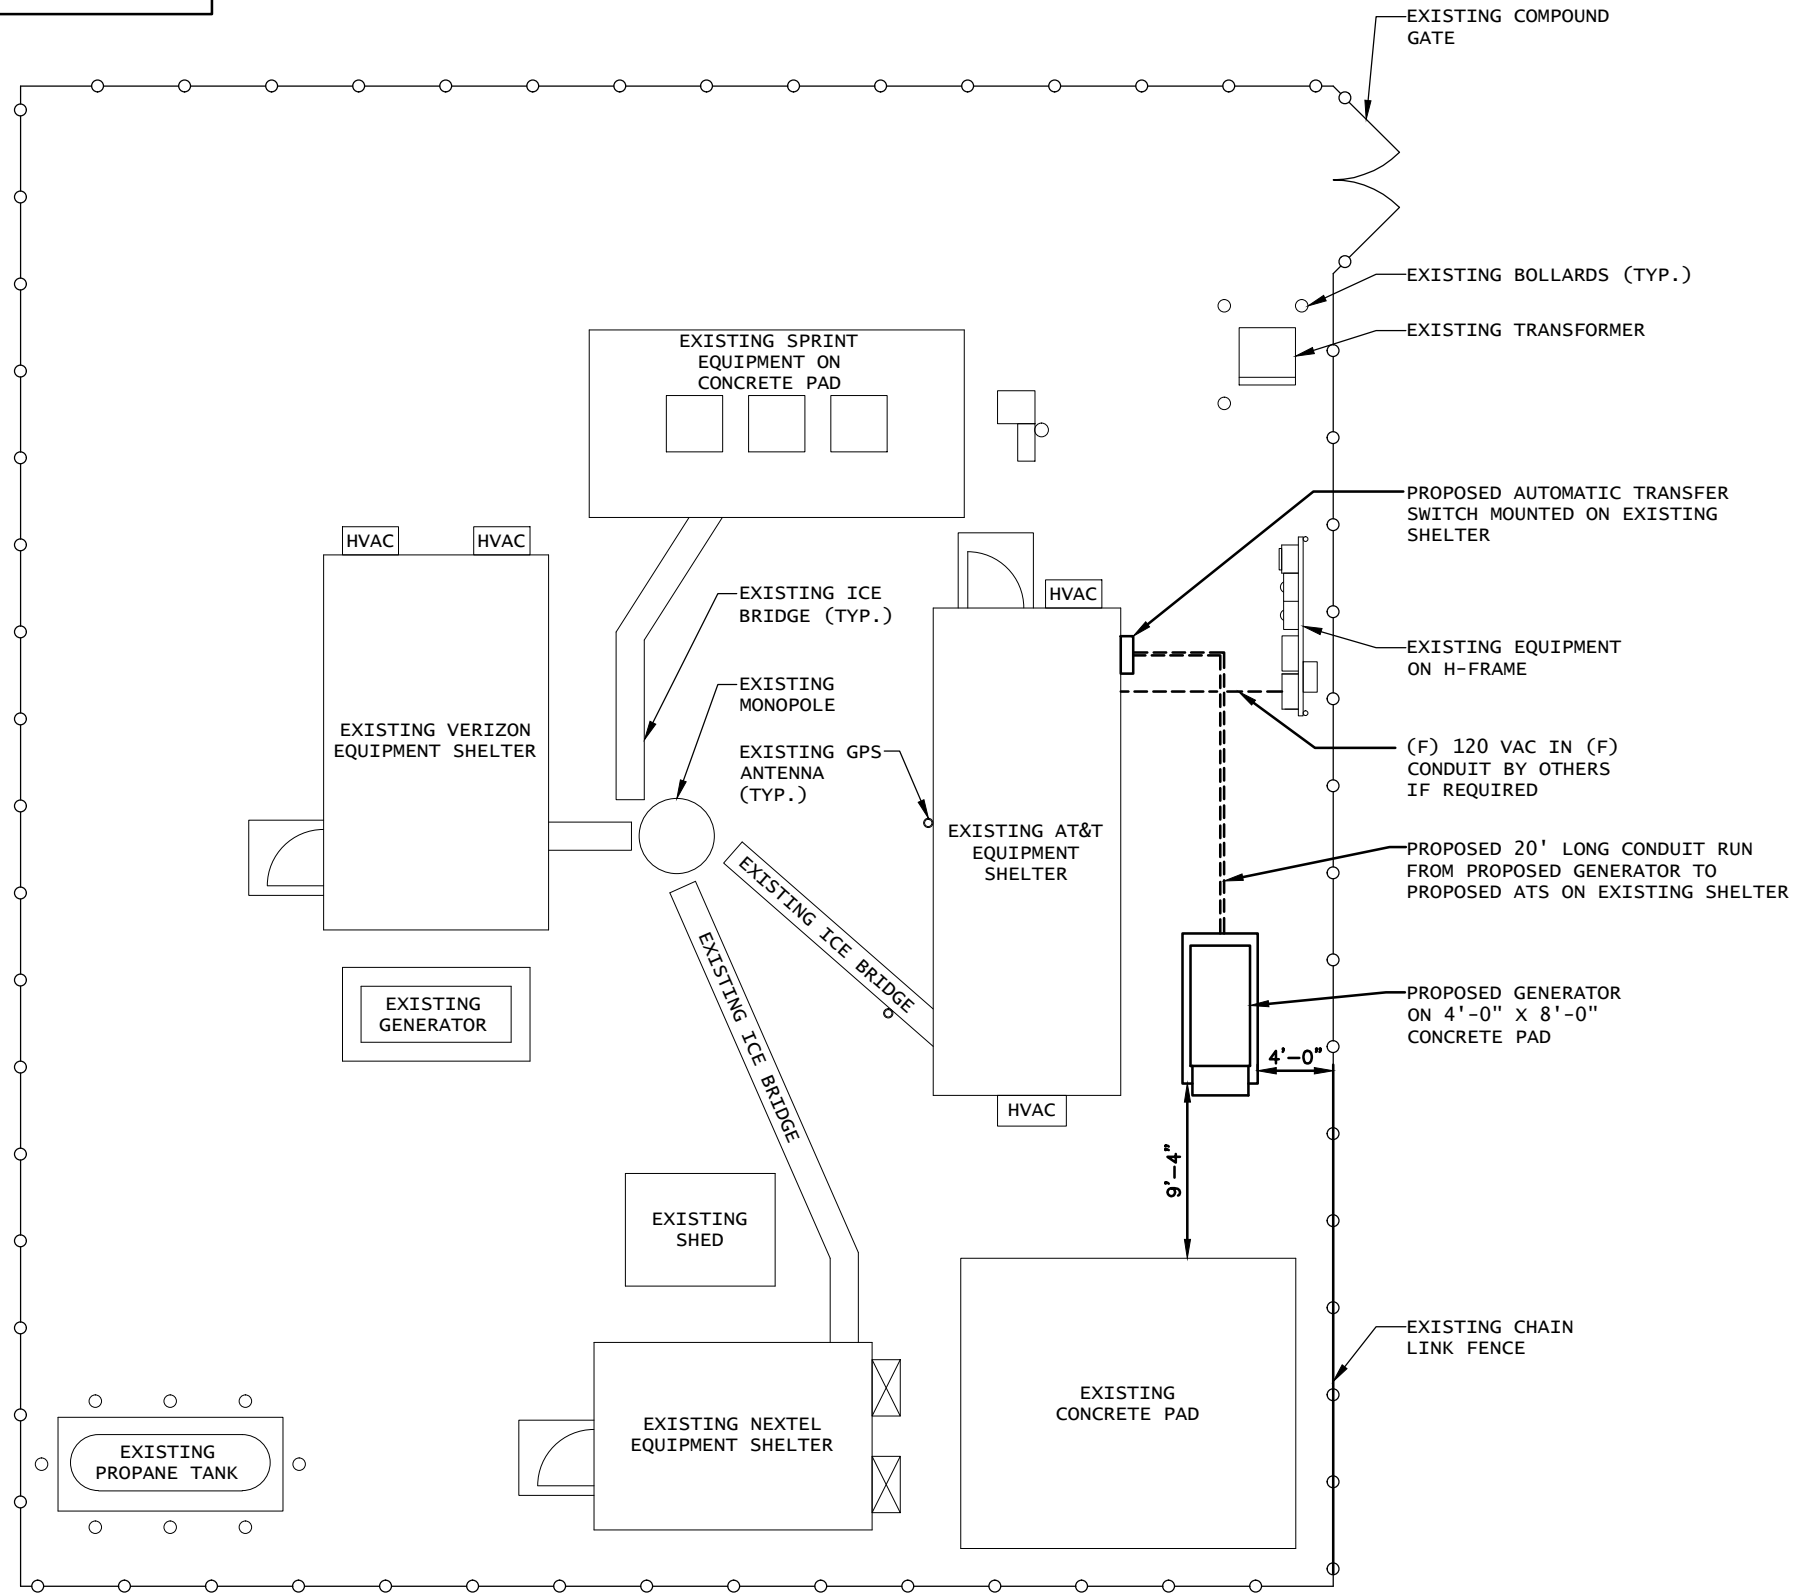 EXISTING COMPOUND
GATE
EXISTING BOLLARDS (TYP.)
EXISTING TRANSFORMER
EXISTING SPRINT
EQUIPMENT ON
CONCRETE PAD
PROPOSED AUTOMATIC TRANSFER
SWITCH MOUNTED ON EXISTING
SHELTER
HVAC
HVAC
EXISTING ICE
BRIDGE (TYP.)
HVAC
EXISTING EQUIPMENT
ON H-FRAME
EXISTING
MONOPOLE
EXISTING VERIZON
EQUIPMENT SHELTER
EXISTING GPS
ANTENNA
(TYP.)
(F) 120 VAC IN (F)
CONDUIT BY OTHERS
IF REQUIRED
EXISTING AT&T
EQUIPMENT
SHELTER
PROPOSED 20' LONG CONDUIT RUN
FROM PROPOSED GENERATOR TO
PROPOSED ATS ON EXISTING SHELTER
EXISTING ICE BRIDGE
EXISTING ICE BRIDGE
EXISTING
GENERATOR
PROPOSED GENERATOR
ON 4'-0" X 8'-0"
CONCRETE PAD
4'-0"
HVAC
9'-4"
EXISTING
SHED
EXISTING CHAIN
LINK FENCE
EXISTING
CONCRETE PAD
EXISTING NEXTEL
EQUIPMENT SHELTER
EXISTING
PROPANE TANK